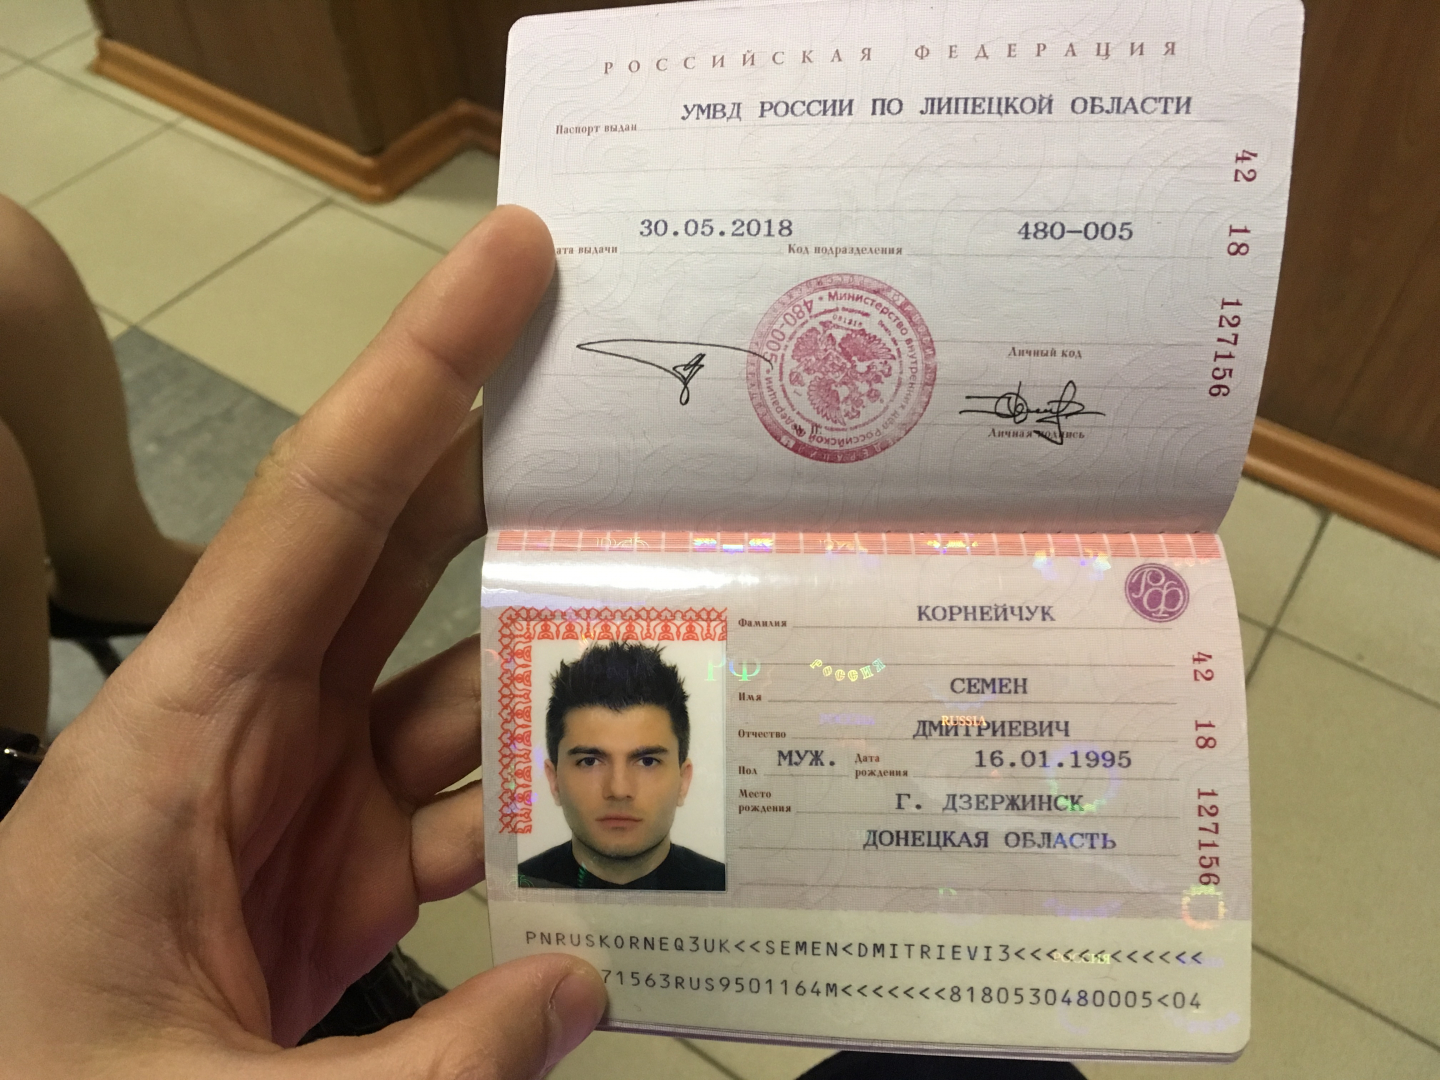 РОССИЙСКАЯ ФЕДЕРАЦИЯ
Паспорт выдан УМВД РОССИИ ПО ЛИПЕЦКОЙ ОБЛАСТИ
ата выдачи 30.05.2018 Код подразделения 480-005
42 18 127156
480-005 * Министерство внутренних дел Российской Федерации
Личный код
Личная подпись
РФ
Фамилия КОРНЕЙЧУК
РФ РОССИЯ
Имя СЕМЕН
RUSSIA
Отчество ДМИТРИЕВИЧ
Пол МУЖ. Дата рождения 16.01.1995
Место рождения Г. ДЗЕРЖИНСК
ДОНЕЦКАЯ ОБЛАСТЬ
42 18 127156
PNRUSKORNEQ3UK<<SEMEN<DMITRIEVI3<<<<<<<<<<<<
71563RUS9501164M<<<<<<<8180530480005<04